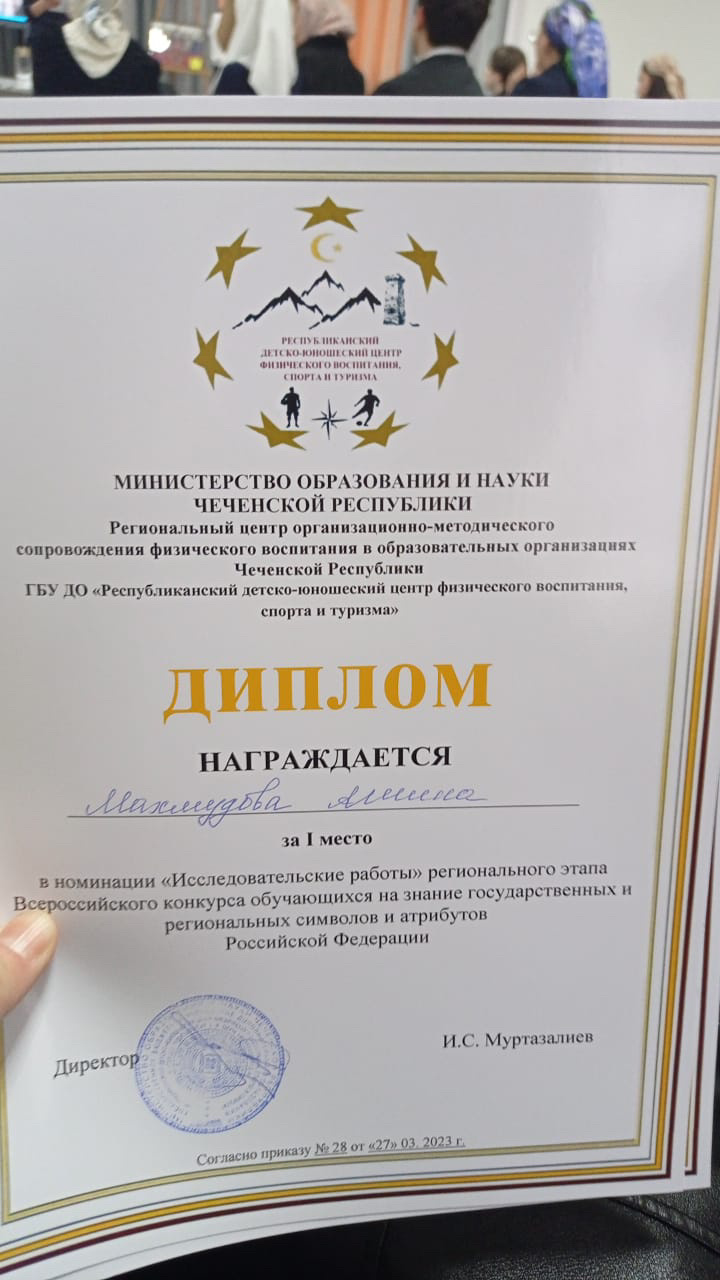 РЕСПУБЛИКАНСКИЙ
ДЕТСКО-ЮНОШЕСКИЙ ЦЕНТР
ФИЗИЧЕСКОГО ВОСПИТАНИЯ,
СПОРТА И ТУРИЗМА
МИНИСТЕРСТВО ОБРАЗОВАНИЯ И НАУКИ
ЧЕЧЕНСКОЙ РЕСПУБЛИКИ
Региональный центр организационно-методического
сопровождения физического воспитания в образовательных организациях
Чеченской Республики
ГБУ ДО «Республиканский детско-юношеский центр физического воспитания,
спорта и туризма»
ДИПЛОМ
НАГРАЖДАЕТСЯ
Махмудова Амина
за I место
в номинации «Исследовательские работы» регионального этапа
Всероссийского конкурса обучающихся на знание государственных и
региональных символов и атрибутов
Российской Федерации
Директор
И.С. Муртазалиев
Согласно приказу № 28 от «27» 03. 2023 г.